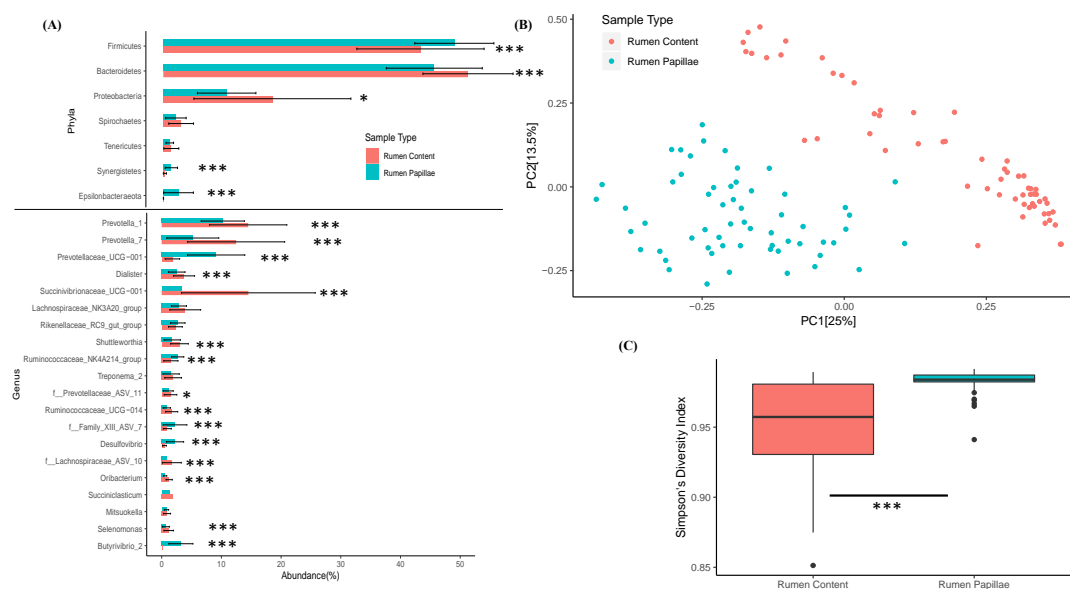 (A)
Phyla
Firmicutes
***
Bacteroidetes
***
Proteobacteria
*
Spirochaetes
Tenericutes
Synergistetes
***
Epsilonbacteraeota
***
Sample Type
Rumen Content
Rumen Papillae
Genus
Prevotella_1
***
Prevotella_7
***
Prevotellaceae_UCG−001
***
Dialister
***
Succinivibrionaceae_UCG−001
***
Lachnospiraceae_NK3A20_group
Rikenellaceae_RC9_gut_group
Shuttleworthia
***
Ruminococcaceae_NK4A214_group
***
Treponema_2
f__Prevotellaceae_ASV_11
*
Ruminococcaceae_UCG−014
***
f__Family_XIII_ASV_7
***
Desulfovibrio
***
f__Lachnospiraceae_ASV_10
***
Oribacterium
***
Succiniclasticum
Mitsuokella
Selenomonas
***
Butyrivibrio_2
***
0 10 20 30 40 50
Abundance(%)
(B)
Sample Type
Rumen Content
Rumen Papillae
PC2[13.5%]
0.50
0.25
0.00
−0.25
−0.25 0.00 0.25
PC1[25%]
(C)
Simpson's Diversity Index
0.95
0.90
0.85
***
Rumen Content Rumen Papillae